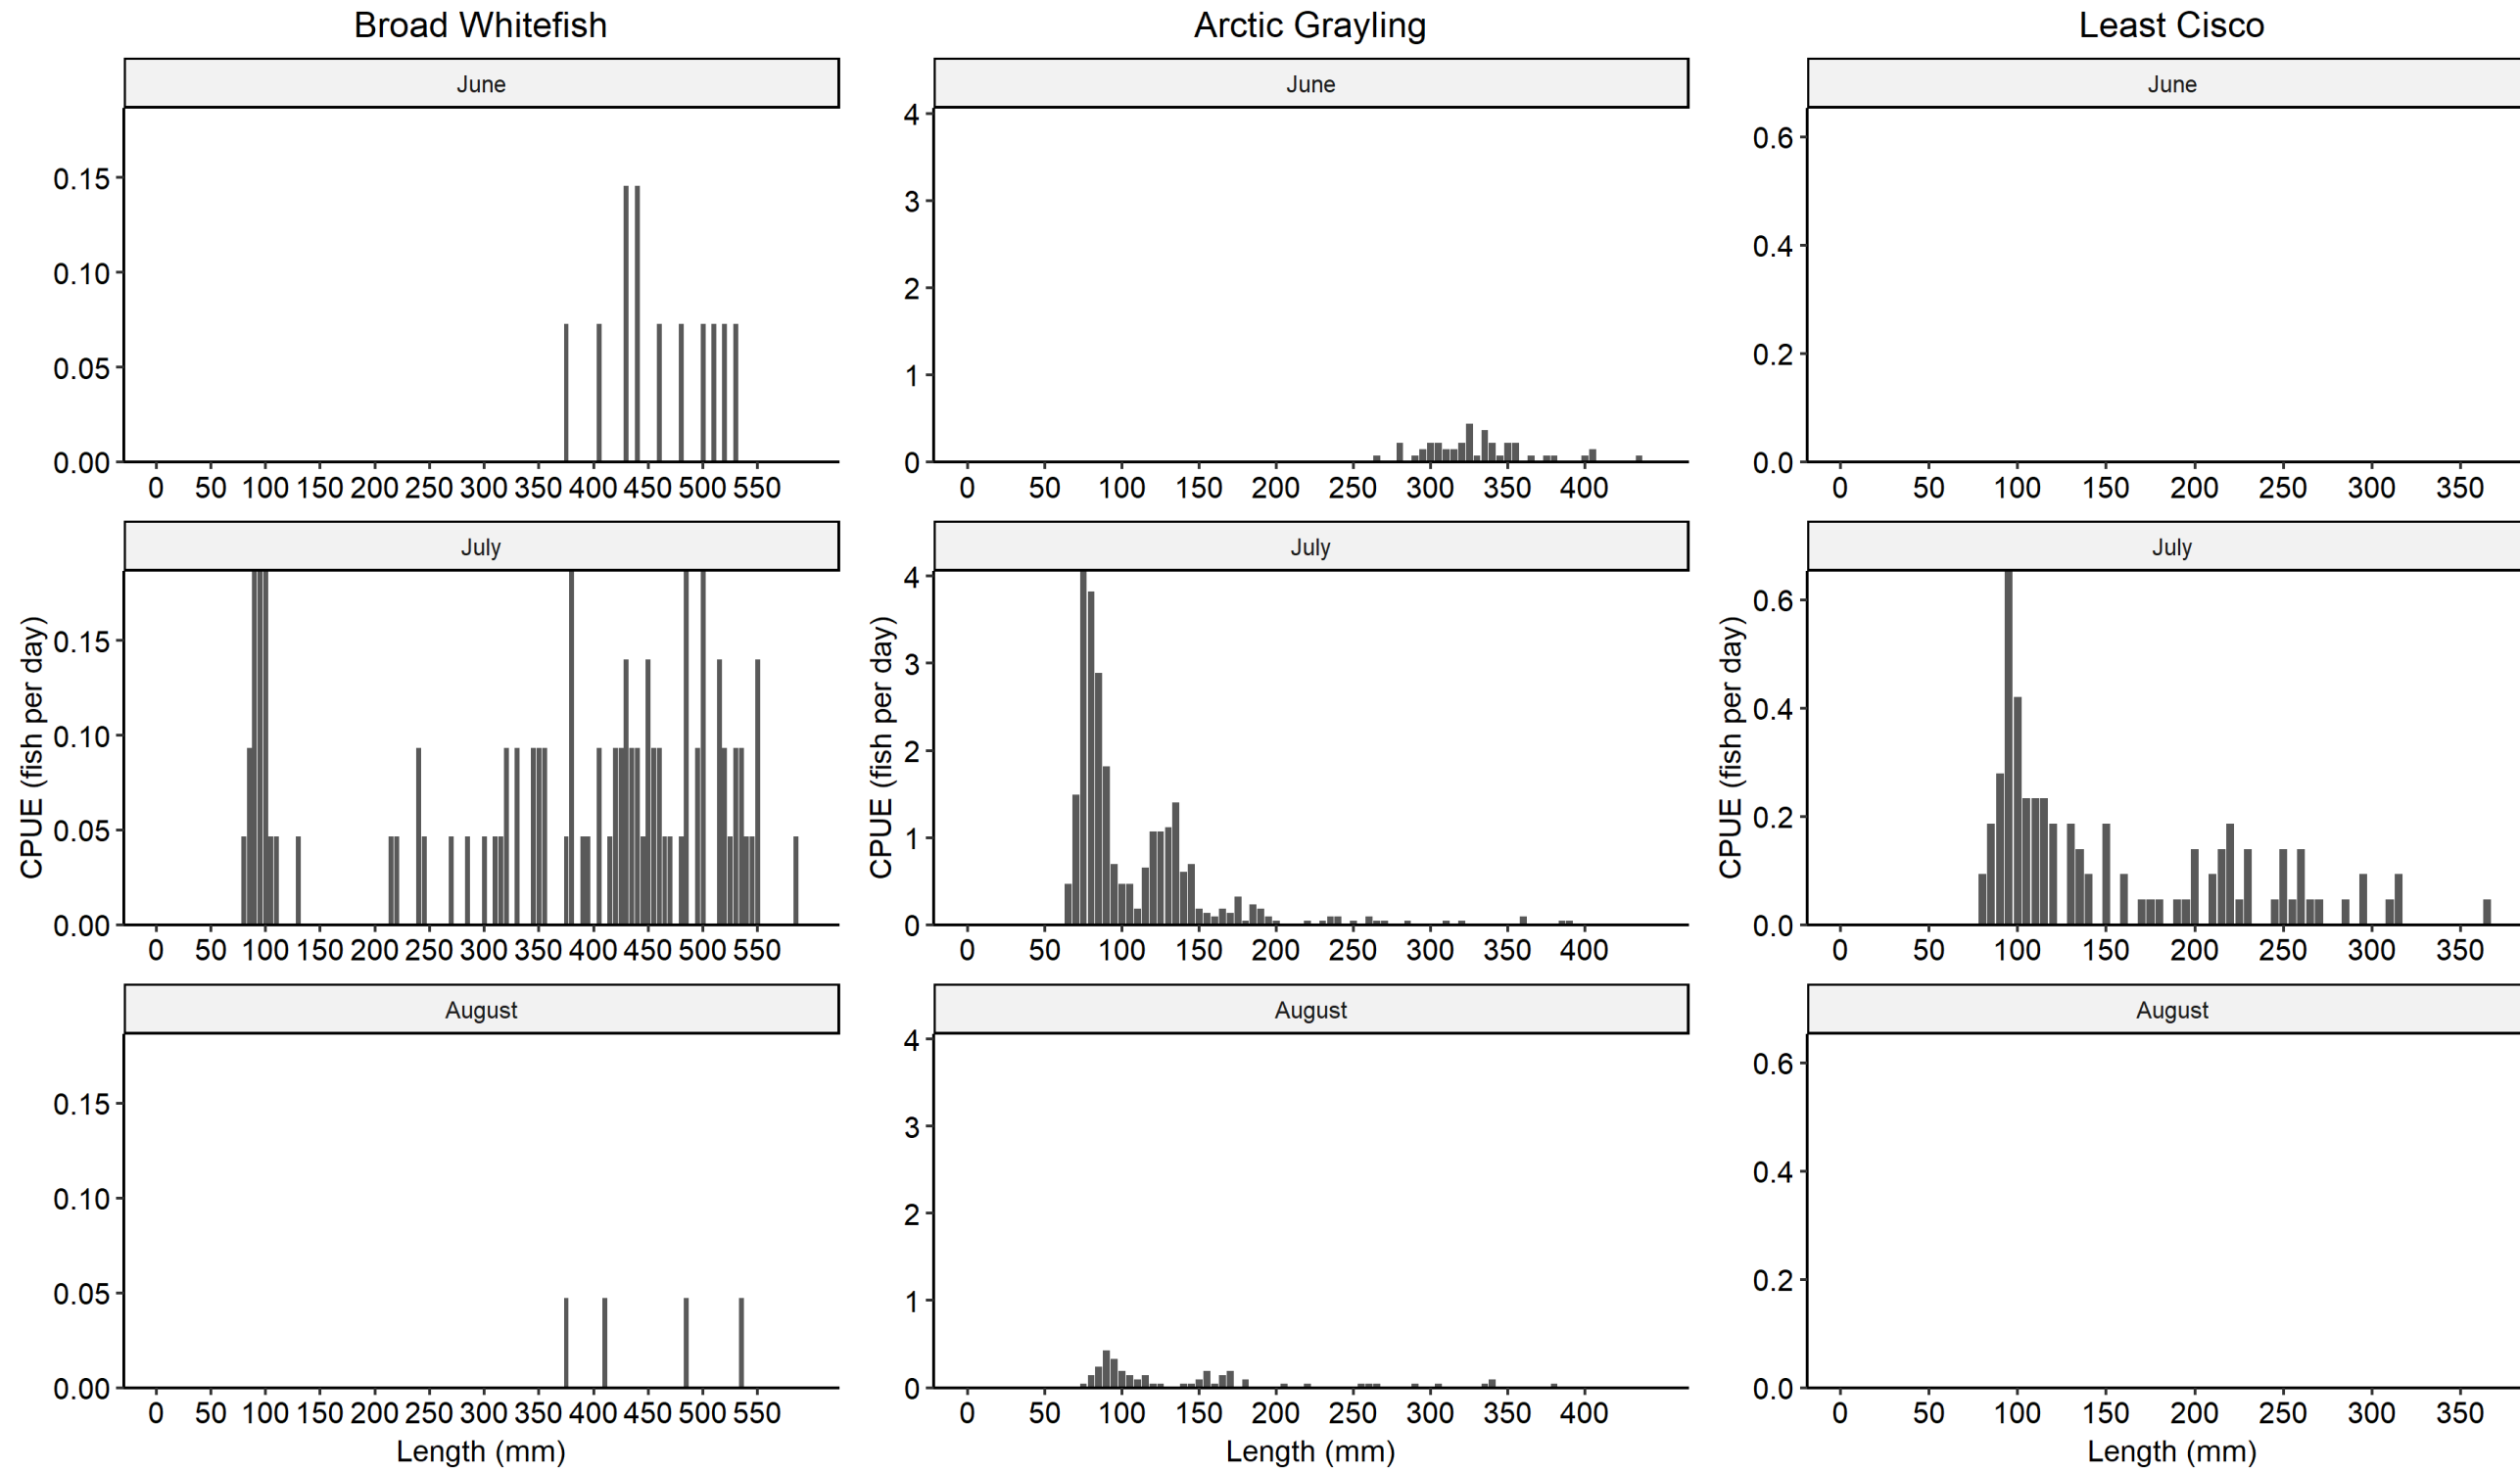 Broad Whitefish Arctic Grayling Least Cisco
June June June
0.15
0.10
0.05
0.00
0 50 100 150 200 250 300 350 400 450 500 550
4
3
2
1
0
0 50 100 150 200 250 300 350 400
0.6
0.4
0.2
0.0
0 50 100 150 200 250 300 350
July July July
CPUE (fish per day)
0.15
0.10
0.05
0.00
0 50 100 150 200 250 300 350 400 450 500 550
CPUE (fish per day)
4
3
2
1
0
0 50 100 150 200 250 300 350 400
CPUE (fish per day)
0.6
0.4
0.2
0.0
0 50 100 150 200 250 300 350
August August August
0.15
0.10
0.05
0.00
0 50 100 150 200 250 300 350 400 450 500 550
4
3
2
1
0
0 50 100 150 200 250 300 350 400
0.6
0.4
0.2
0.0
0 50 100 150 200 250 300 350
Length (mm) Length (mm) Length (mm)